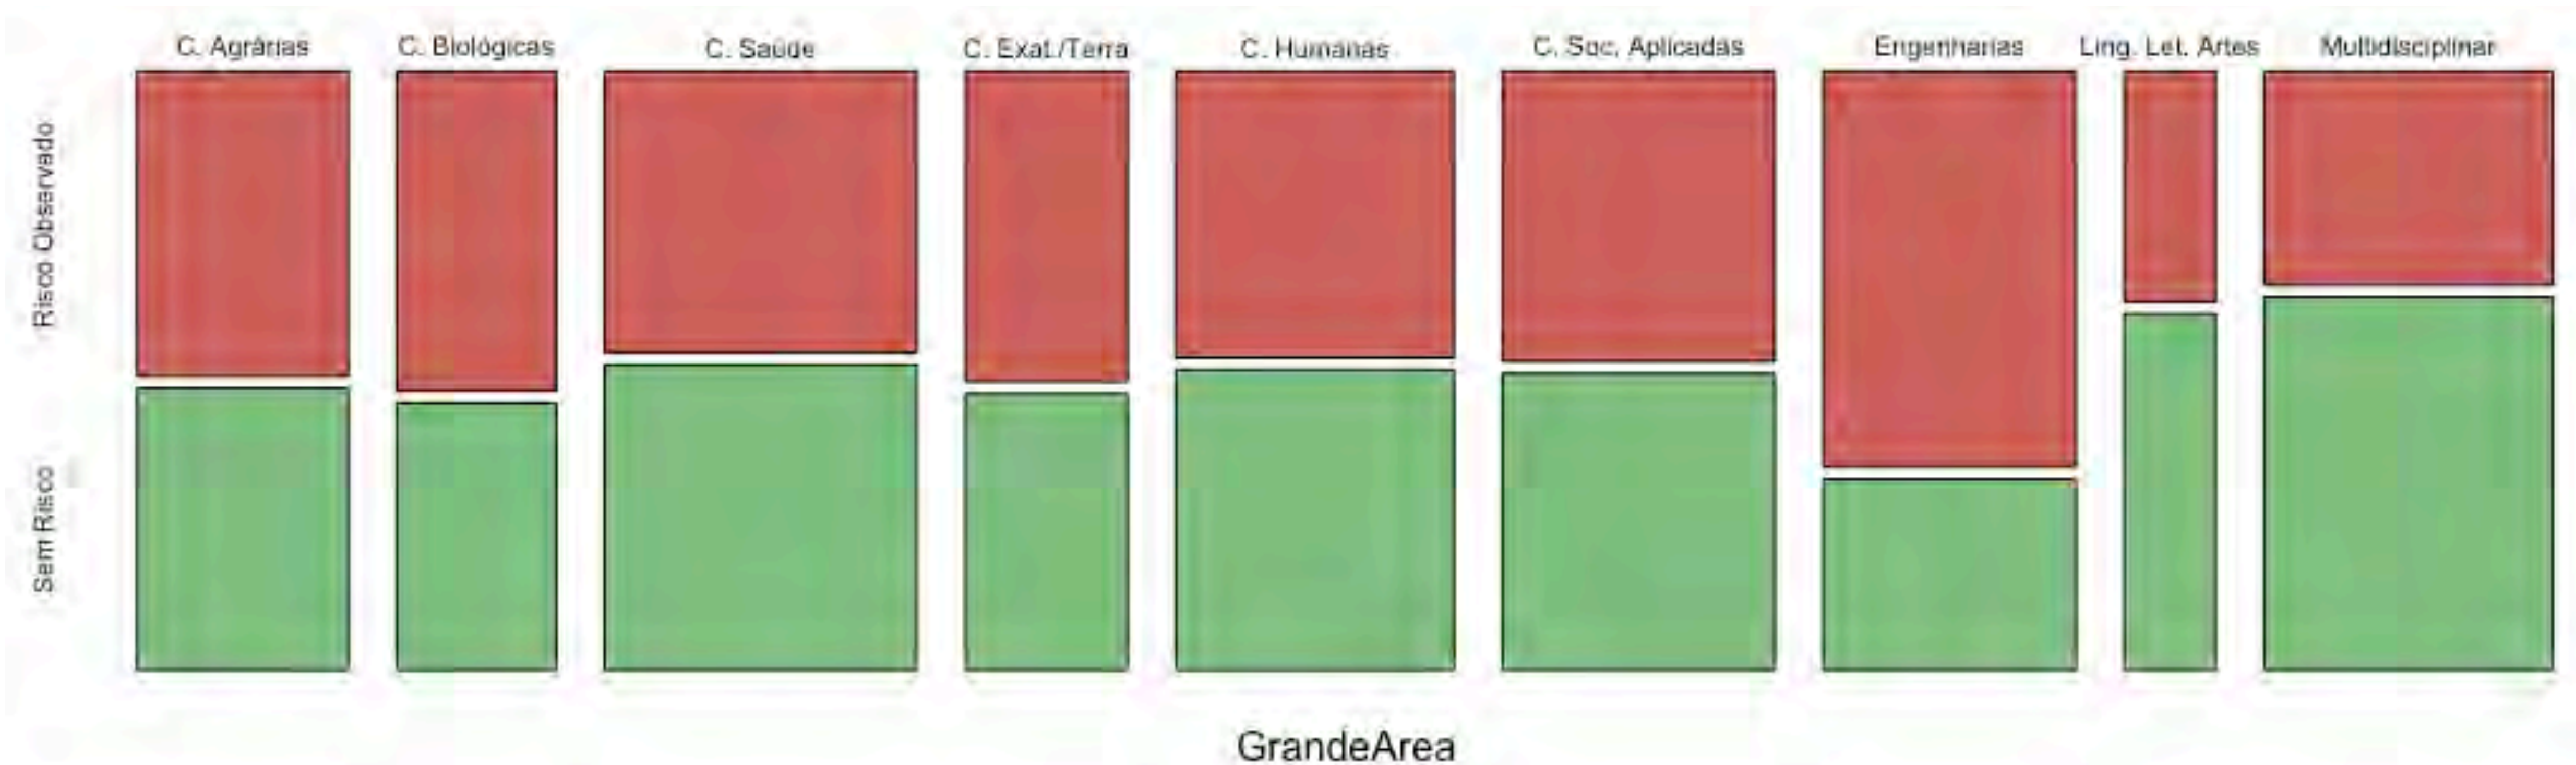 C. Agrárias
C. Biológicas
C. Saúde
C. Exat./Terra
C. Humanas
C. Soc. Aplicadas
Engenharias
Ling. Let. Artes
Multidisciplinar
Risco Observado
Sem Risco
GrandeArea